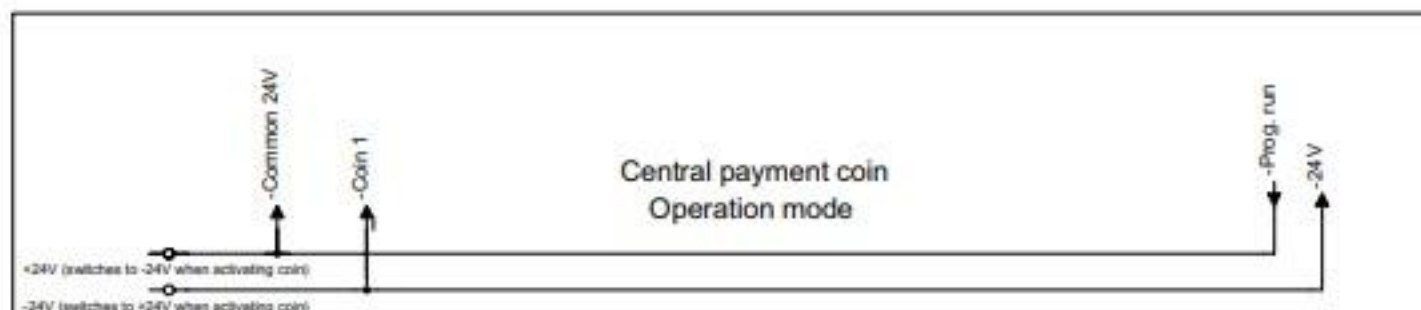 -Common 24V
-Coin 1
Central payment coin
Operation mode
-Prog. run
-24V
+24V (switches to -24V when activating coin)
-24V (switches to +24V when activating coin)